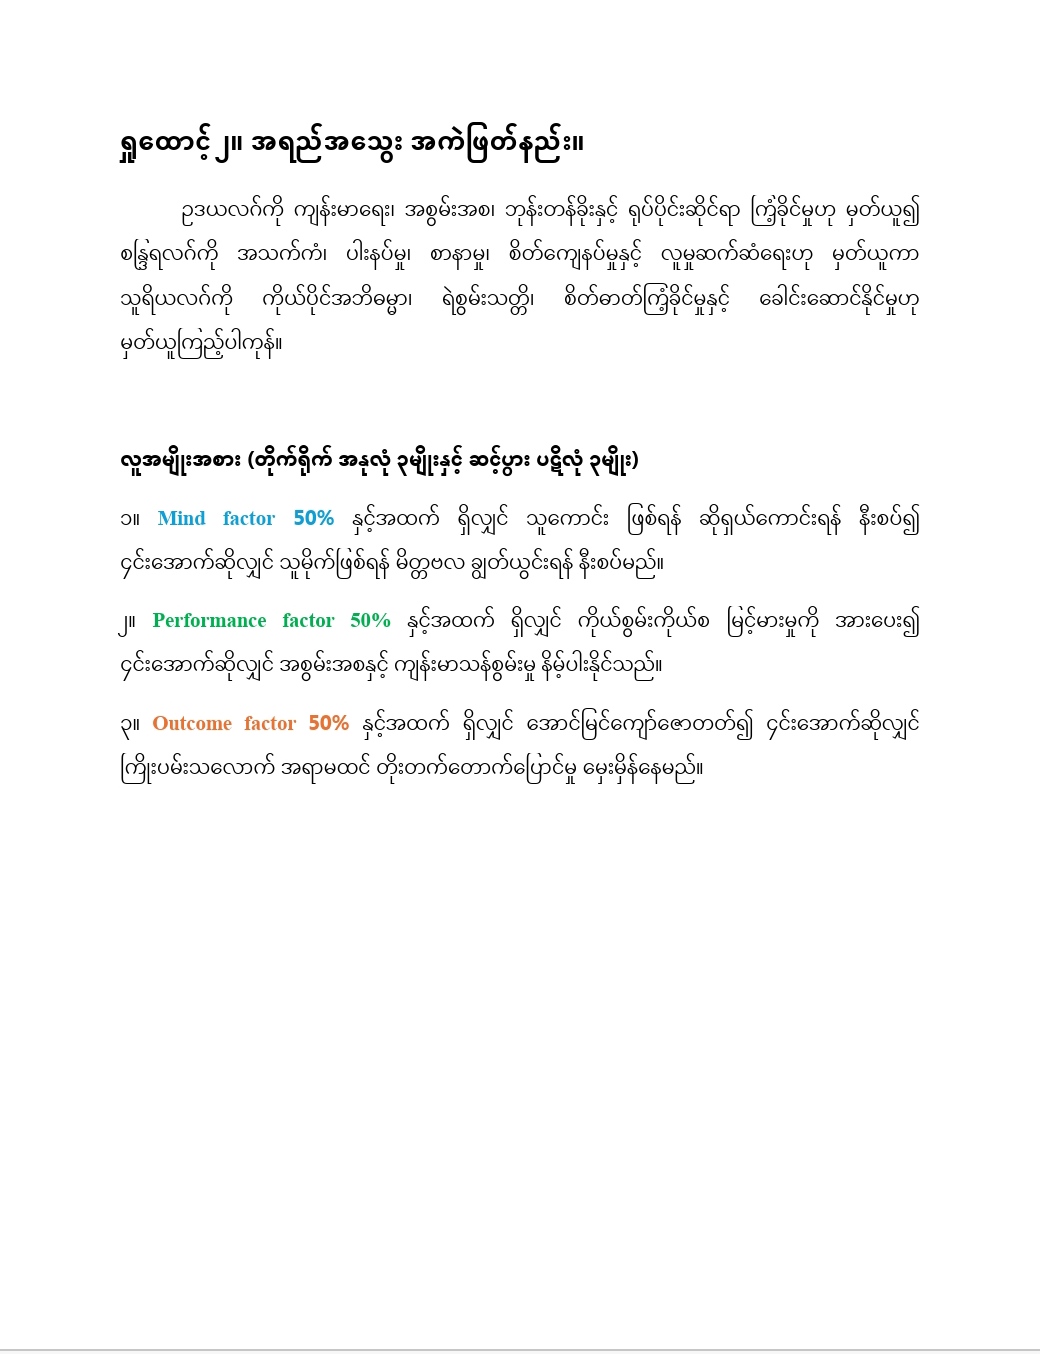 ရှုထောင့် ၂။ အရည်အသွေး အကဲဖြတ်နည်း။
ဥဒယလဂ်ကို ကျန်းမာရေး၊ အစွမ်းအစ၊ ဘုန်းတန်ခိုးနှင့် ရုပ်ပိုင်းဆိုင်ရာ ကြံ့ခိုင်မှုဟု မှတ်ယူ၍
စန္ဒြရလဂ်ကို အသက်ကံ၊ ပါးနပ်မှု၊ စာနာမှု၊ စိတ်ကျေနပ်မှုနှင့် လူမှုဆက်ဆံရေးဟု မှတ်ယူကာ
သူရိယလဂ်ကို ကိုယ်ပိုင်အဘိဓမ္မာ၊ ရဲစွမ်းသတ္တိ၊ စိတ်ဓာတ်ကြံ့ခိုင်မှုနှင့် ခေါင်းဆောင်နိုင်မှုဟု
မှတ်ယူကြည့်ပါကုန်။
လူအမျိုးအစား (တိုက်ရိုက် အနုလုံ ၃မျိုးနှင့် ဆင့်ပွား ပဋိလုံ ၃မျိုး)
၁။ Mind factor 50% နှင့်အထက် ရှိလျှင် သူကောင်း ဖြစ်ရန် ဆိုရှယ်ကောင်းရန် နီးစပ်၍
၄င်းအောက်ဆိုလျှင် သူမိုက်ဖြစ်ရန် မိတ္တဗလ ချွတ်ယွင်းရန် နီးစပ်မည်။
၂။ Performance factor 50% နှင့်အထက် ရှိလျှင် ကိုယ်စွမ်းကိုယ်စ မြင့်မားမှုကို အားပေး၍
၄င်းအောက်ဆိုလျှင် အစွမ်းအစနှင့် ကျန်းမာသန်စွမ်းမှု နိမ့်ပါးနိုင်သည်။
၃။ Outcome factor 50% နှင့်အထက် ရှိလျှင် အောင်မြင်ကျော်ဇောတတ်၍ ၄င်းအောက်ဆိုလျှင်
ကြိုးပမ်းသလောက် အရာမထင် တိုးတက်တောက်ပြောင်မှု မှေးမှိန်နေမည်။